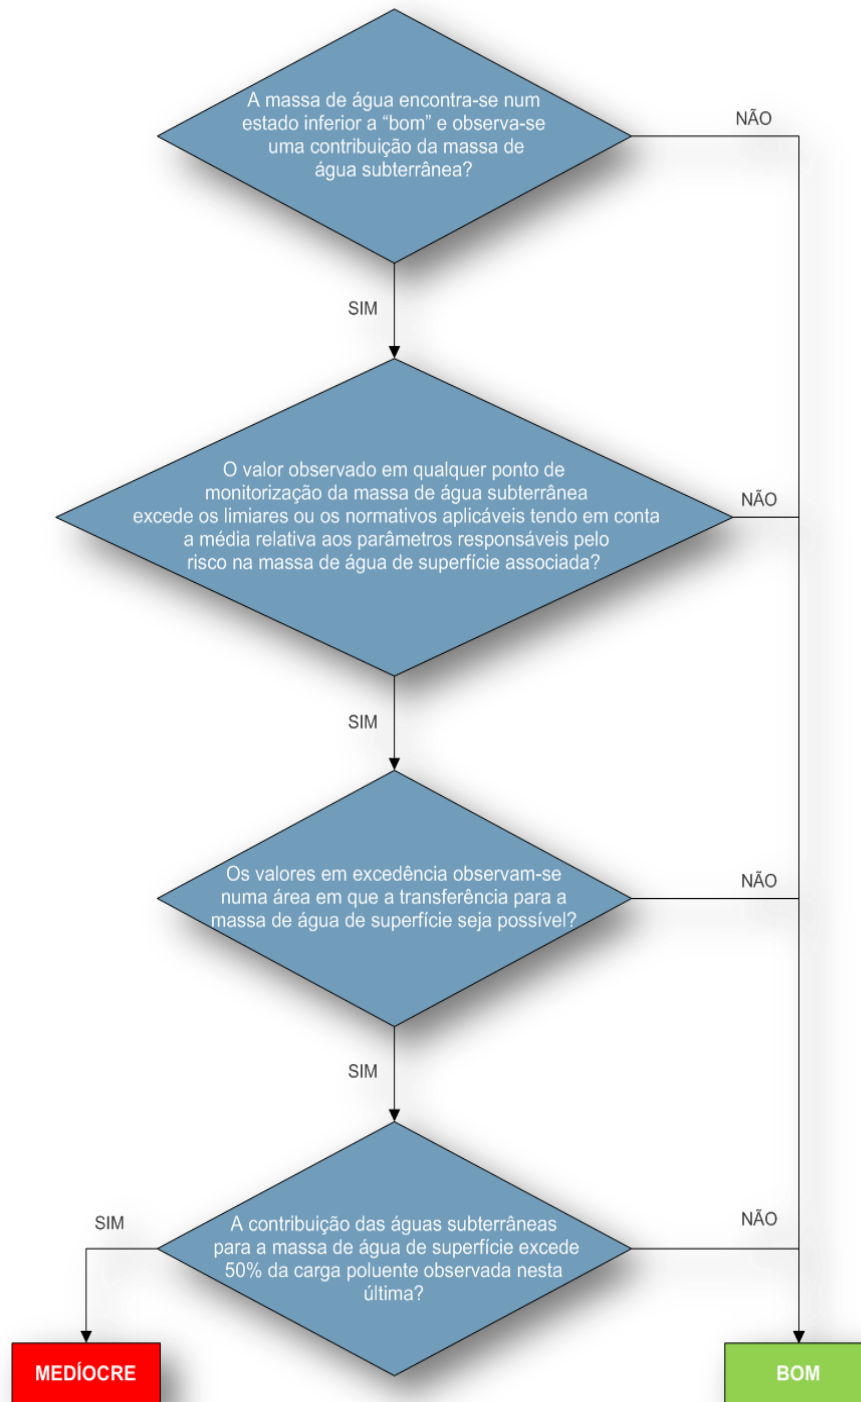 A massa de água encontra-se num
estado inferior a “bom” e observa-se
uma contribuição da massa de
água subterrânea?
NÃO
SIM
O valor observado em qualquer ponto de
monitorização da massa de água subterrânea
excede os limiares ou os normativos aplicáveis tendo em conta
a média relativa aos parâmetros responsáveis pelo
risco na massa de água de superfície associada?
NÃO
SIM
Os valores em excedência observam-se
numa área em que a transferência para a
massa de água de superfície seja possível?
NÃO
SIM
A contribuição das águas subterrâneas
para a massa de água de superfície excede
50% da carga poluente observada nesta
última?
SIM
NÃO
MEDÍOCRE
BOM